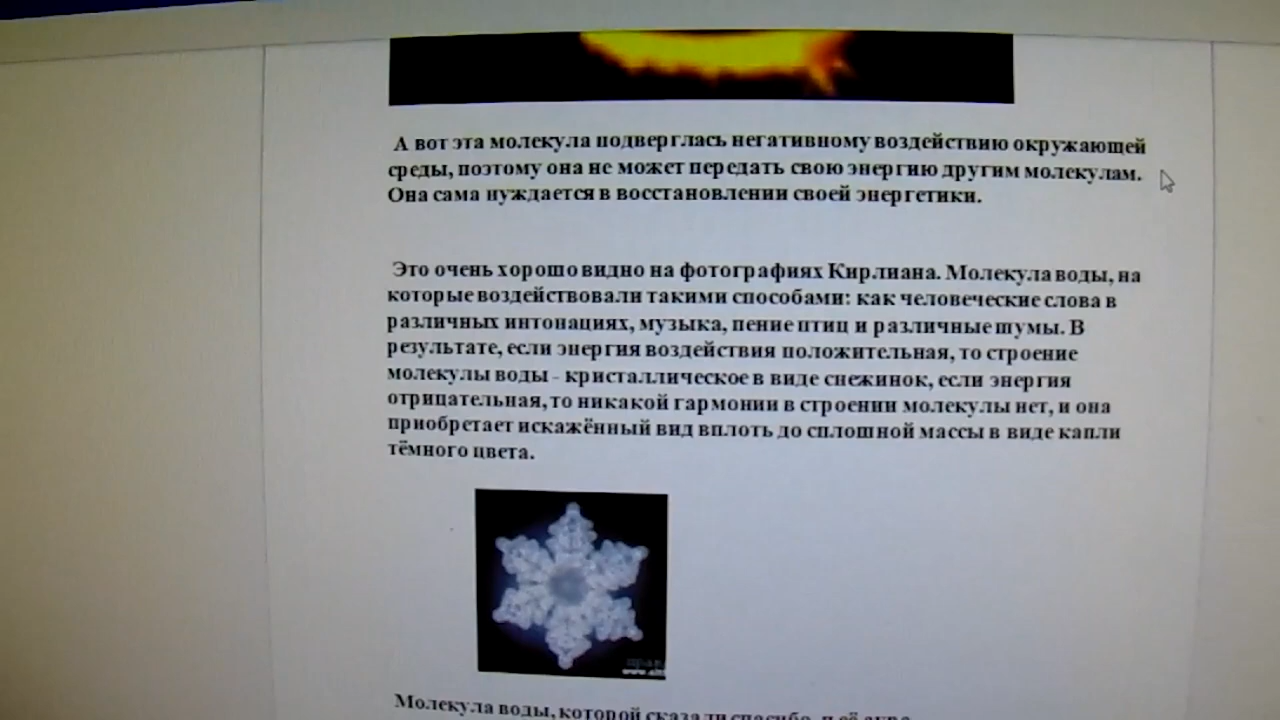 А вот эта молекула подверглась негативному воздействию окружающей
среды, поэтому она не может передать свою энергию другим молекулам.
Она сама нуждается в восстановлении своей энергетики.
Это очень хорошо видно на фотографиях Кирлиана. Молекула воды, на
которые воздействовали такими способами: как человеческие слова в
различных интонациях, музыка, пение птиц и различные шумы. В
результате, если энергия воздействия положительная, то строение
молекулы воды - кристаллическое в виде снежинок, если энергия
отрицательная, то никакой гармонии в строении молекулы нет, и она
приобретает искажённый вид вплоть до сплошной массы в виде капли
тёмного цвета.
Молекула воды, которой сказали спасибо, и её аура